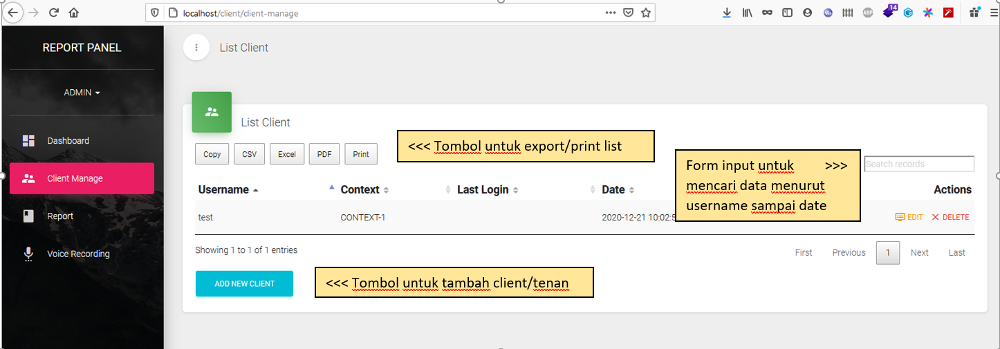 localhost/client/client-manage
14
ABP
REPORT PANEL
List Client
ADMIN
Dashboard
Client Manage
Report
Voice Recording
List Client
Copy CSV Excel PDF Print
<<< Tombol untuk export/print list
Form input untuk >>>
mencari data menurut
username sampai date
Search records
Username Context Last Login Date Actions
test CONTEXT-1 2020-12-21 10:02:5 EDIT DELETE
Showing 1 to 1 of 1 entries
First Previous 1 Next Last
ADD NEW CLIENT
<<< Tombol untuk tambah client/tenan